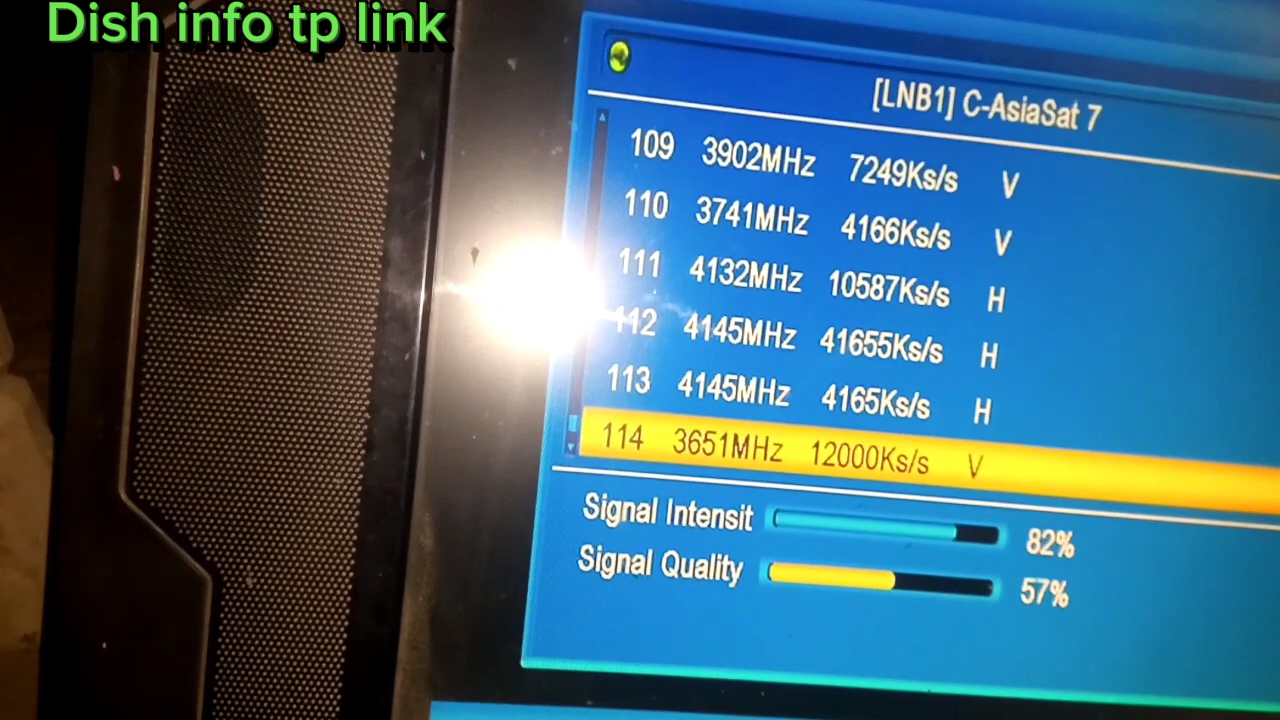 Dish info tp link
[LNB1] C-AsiaSat 7
109 3902MHz 7249Ks/s V
110 3741MHz 4166Ks/s V
111 4132MHz 10587Ks/s H
112 4145MHz 41655Ks/s H
113 4145MHz 4165Ks/s H
114 3651MHz 12000Ks/s V
Signal Intensit 82%
Signal Quality 57%